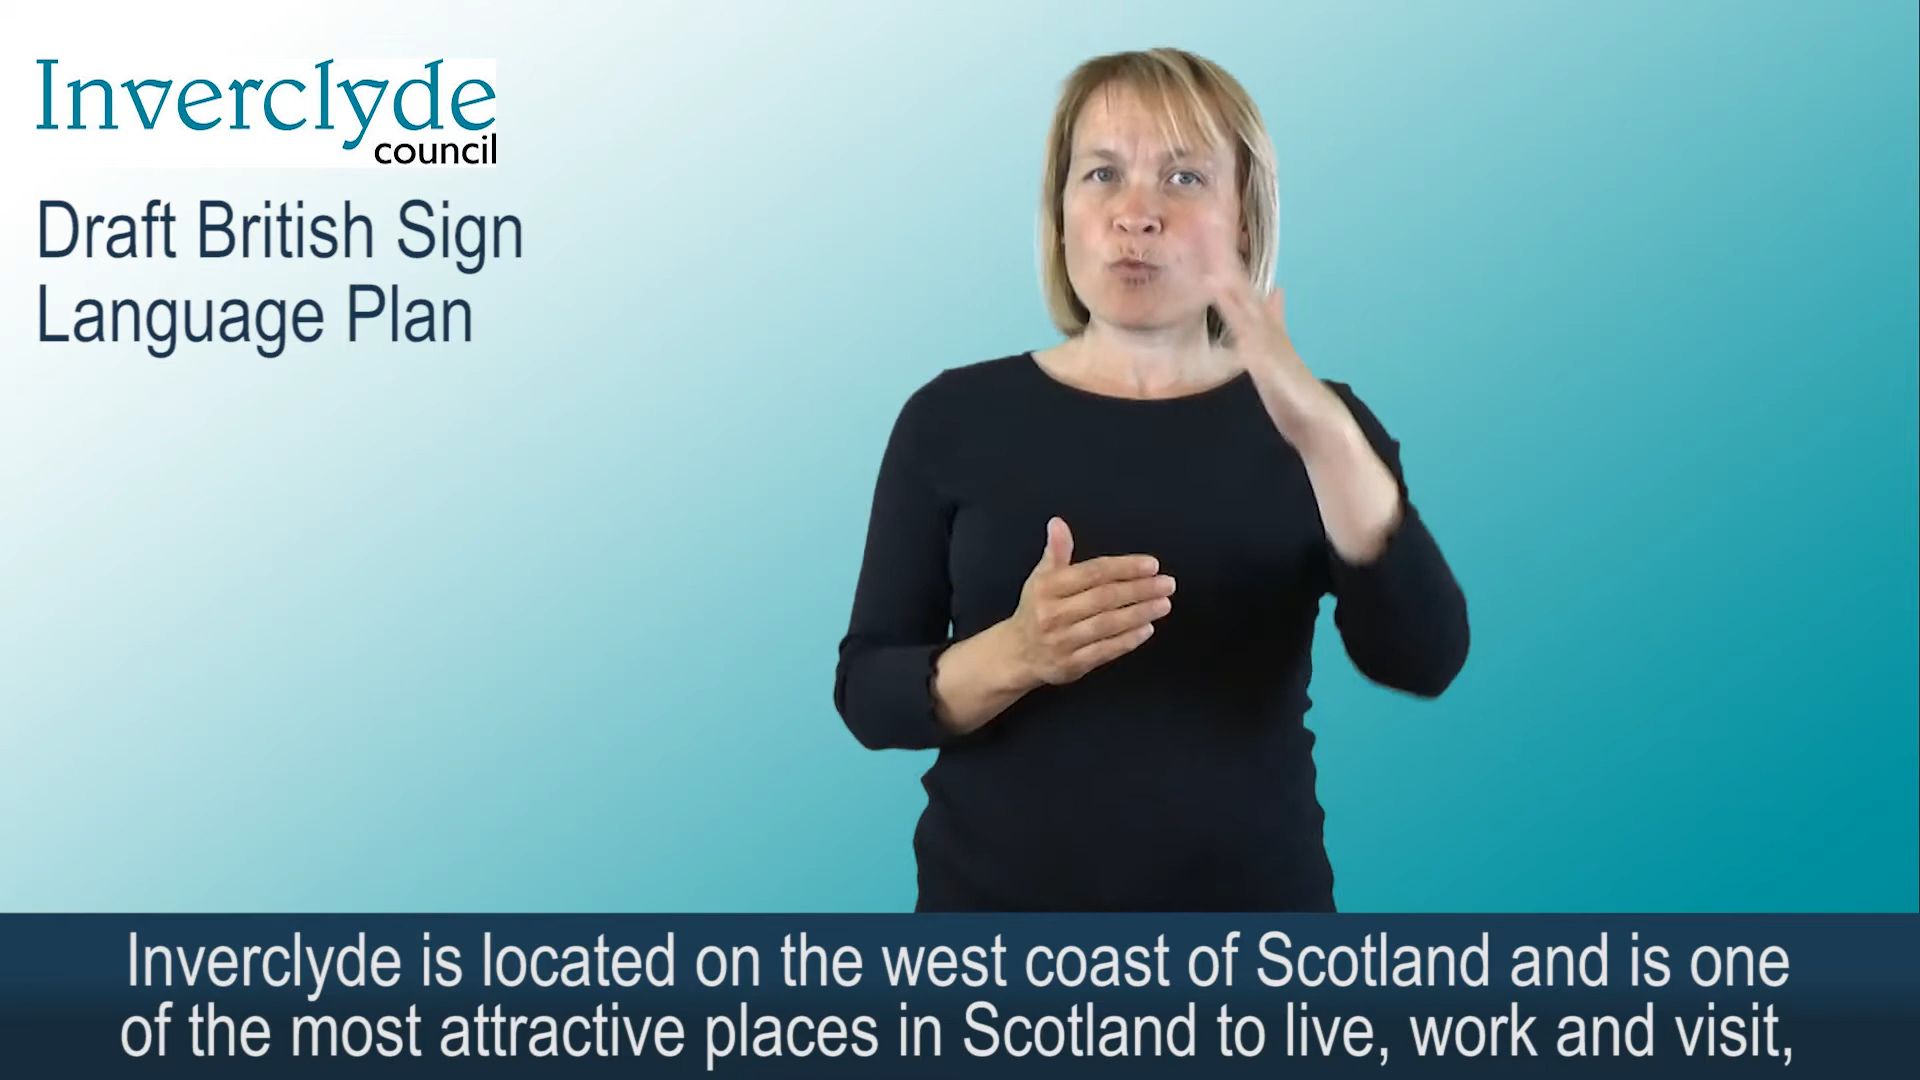 Inverclyde
council
Draft British Sign
Language Plan
Inverclyde is located on the west coast of Scotland and is one
of the most attractive places in Scotland to live, work and visit,